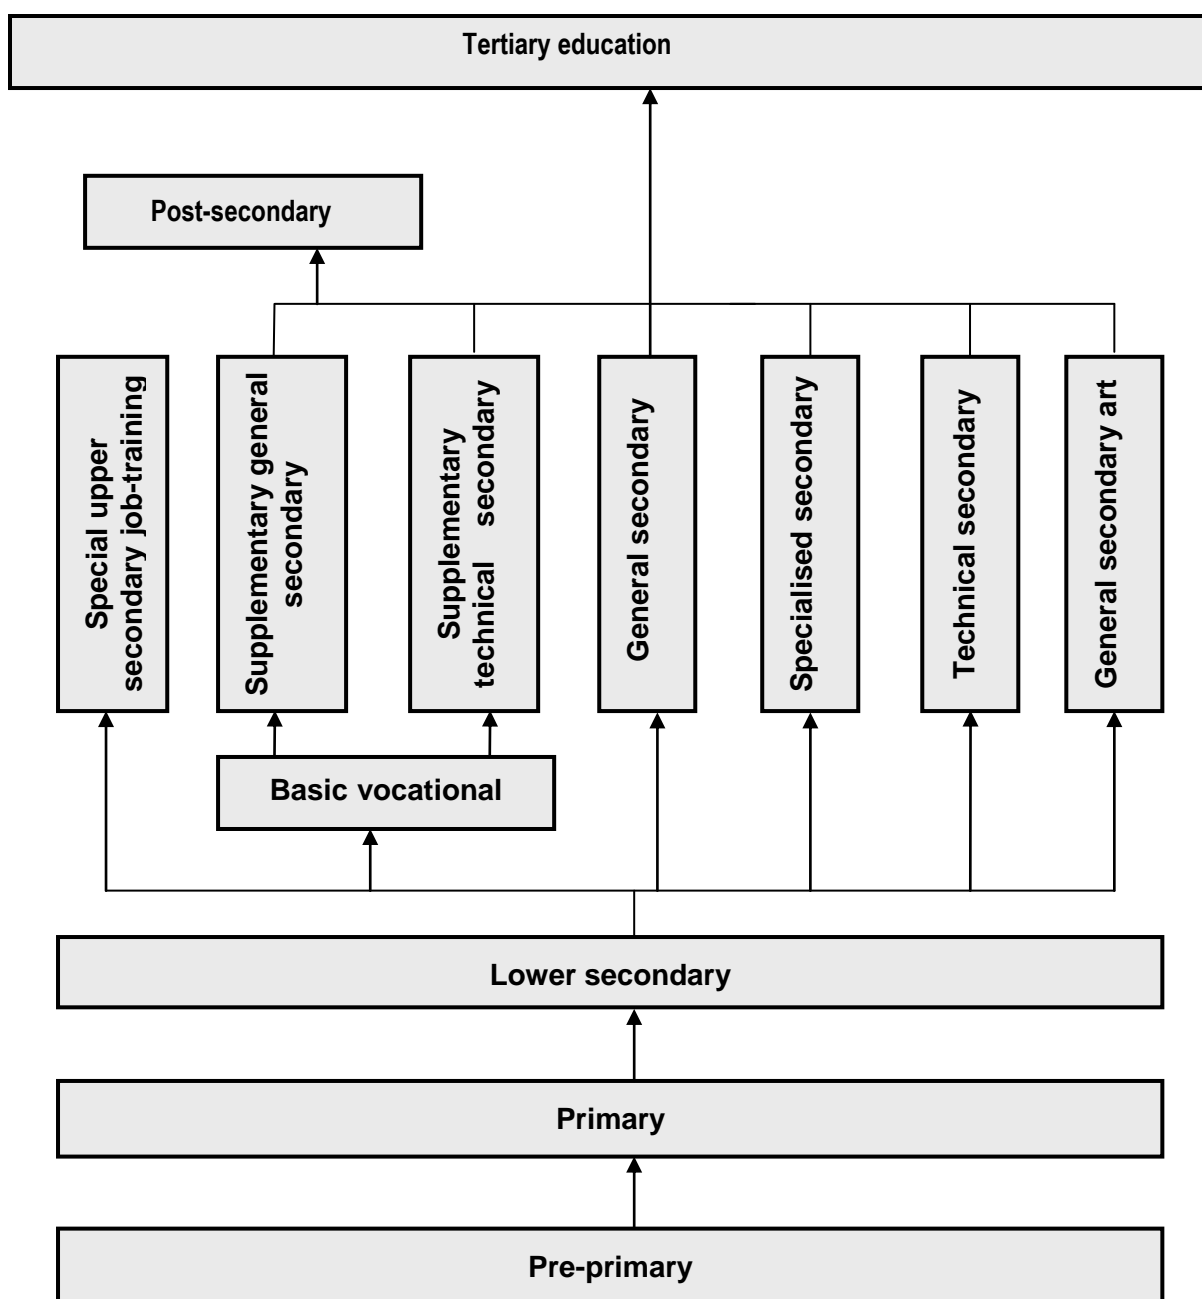 Tertiary education
Post-secondary
Special upper
secondary job-training
Supplementary general
secondary
Supplementary
technical secondary
General secondary
Specialised secondary
Technical secondary
General secondary art
Basic vocational
Lower secondary
Primary
Pre-primary